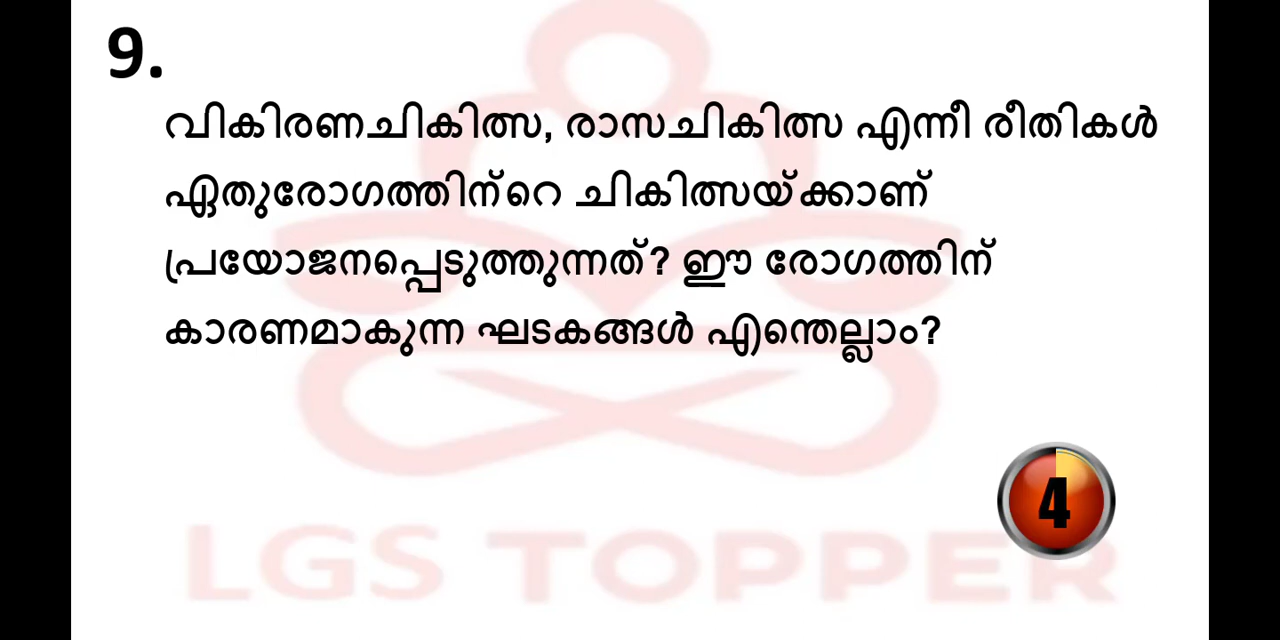 9.
വികിരണചികിത്സ, രാസചികിത്സ എന്നീ രീതികൾ
ഏതുരോഗത്തിന്റെ ചികിത്സയ്ക്കാണ്
പ്രയോജനപ്പെടുത്തുന്നത്? ഈ രോഗത്തിന്
കാരണമാകുന്ന ഘടകങ്ങൾ എന്തെല്ലാം?
4
LGS TOPPER